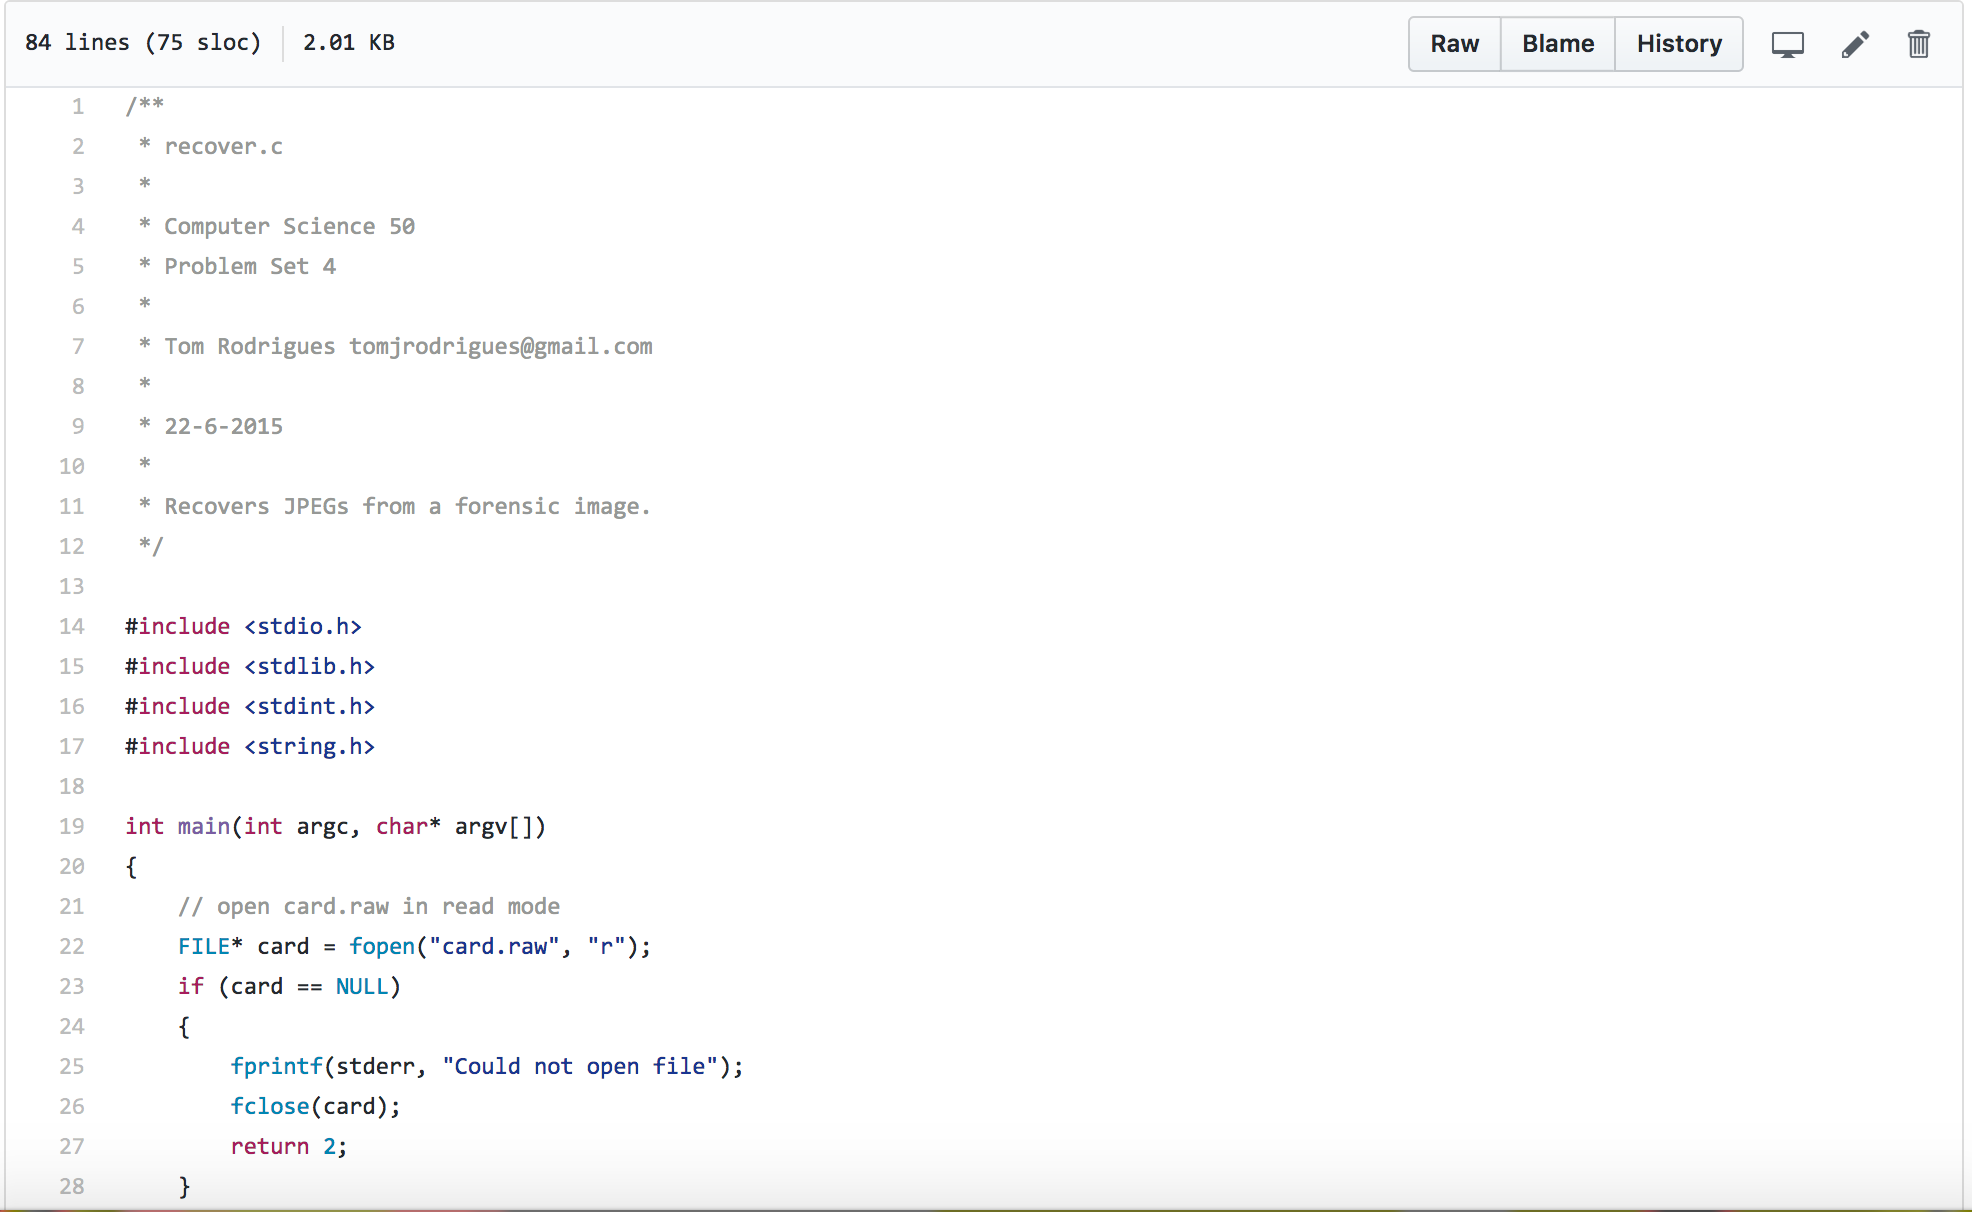 84 lines (75 sloc) 2.01 KB Raw Blame History
1 /**
2  * recover.c
3  *
4  * Computer Science 50
5  * Problem Set 4
6  *
7  * Tom Rodrigues tomjrodrigues@gmail.com
8  *
9  * 22-6-2015
10  *
11  * Recovers JPEGs from a forensic image.
12  */
13
14 #include <stdio.h>
15 #include <stdlib.h>
16 #include <stdint.h>
17 #include <string.h>
18
19 int main(int argc, char* argv[])
20 {
21     // open card.raw in read mode
22     FILE* card = fopen("card.raw", "r");
23     if (card == NULL)
24     {
25         fprintf(stderr, "Could not open file");
26         fclose(card);
27         return 2;
28     }